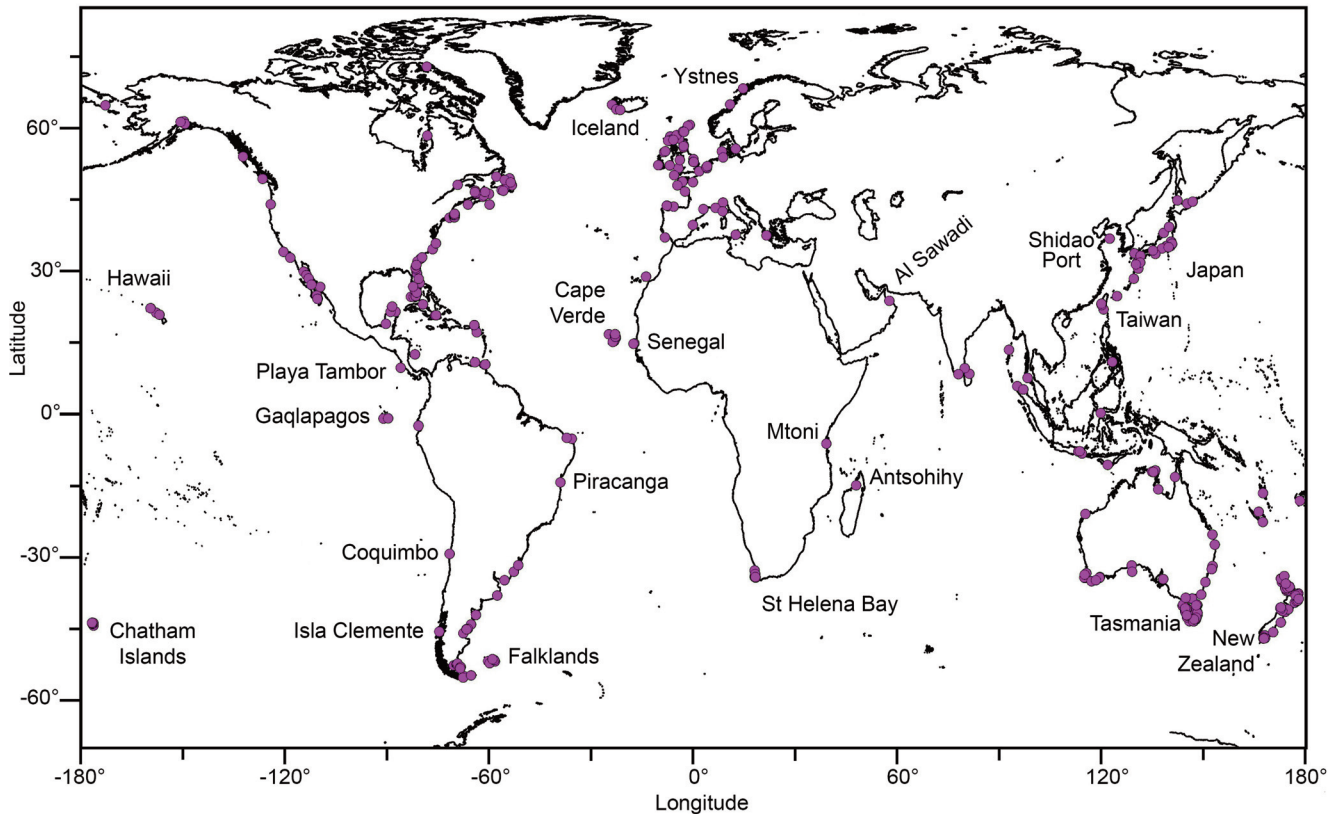 Ystnes
Iceland
60°
Shidao
Port
Japan
Al Sawadi
30°
Hawaii
Cape
Verde
Senegal
Taiwan
Latitude
Playa Tambor
0°
Gaqlapagos
Mtoni
Piracanga
Antsohihy
-30°
Coquimbo
St Helena Bay
Isla Clemente
Chatham
Islands
Falklands
Tasmania
New
Zealand
-60°
-180°
-120°
-60°
0°
60°
120°
180°
Longitude